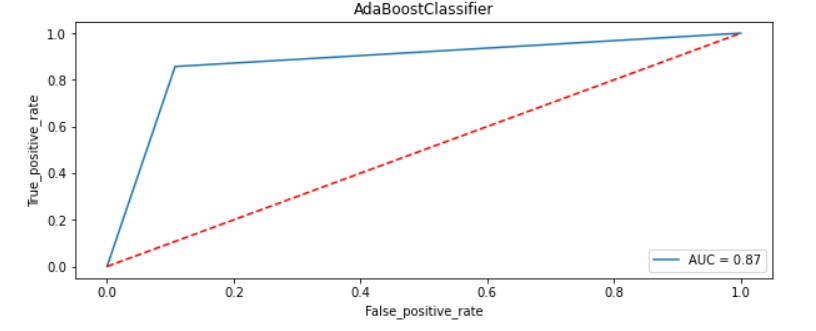 AdaBoostClassifier
1.0
0.8
0.6
0.4
0.2
0.0
True_positive_rate
AUC = 0.87
0.0 0.2 0.4 0.6 0.8 1.0
False_positive_rate